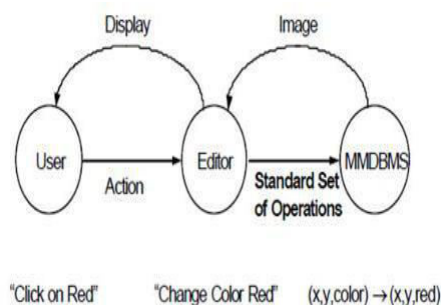 Display Image
User Editor MMDBMS
Action Standard Set
of Operations
"Click on Red" "Change Color Red" (x,y,color) → (x,y,red)